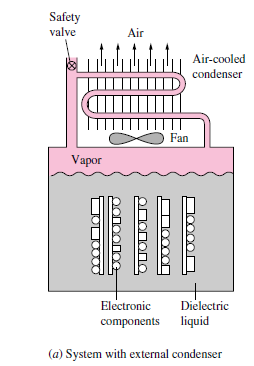 Safety
valve
Air
Air-cooled
condenser
Fan
Vapor
Electronic
components
Dielectric
liquid
(a) System with external condenser